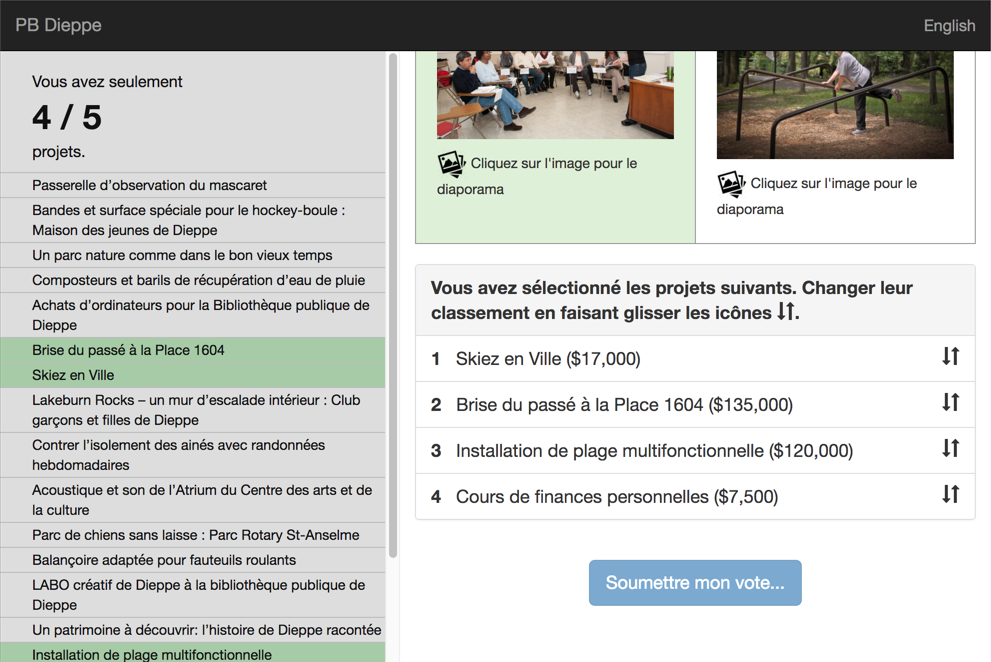 PB Dieppe
English
Vous avez seulement
4 / 5
projets.
Passerelle d’observation du mascaret
Bandes et surface spéciale pour le hockey-boule :
Maison des jeunes de Dieppe
Un parc nature comme dans le bon vieux temps
Composteurs et barils de récupération d’eau de pluie
Achats d’ordinateurs pour la Bibliothèque publique de
Dieppe
Brise du passé à la Place 1604
Skiez en Ville
Lakeburn Rocks – un mur d’escalade intérieur : Club
garçons et filles de Dieppe
Contrer l’isolement des ainés avec randonnées
hebdomadaires
Acoustique et son de l’Atrium du Centre des arts et de
la culture
Parc de chiens sans laisse : Parc Rotary St-Anselme
Balançoire adaptée pour fauteuils roulants
LABO créatif de Dieppe à la bibliothèque publique de
Dieppe
Un patrimoine à découvrir: l’histoire de Dieppe racontée
Installation de plage multifonctionnelle
Cliquez sur l'image pour le
diaporama
Cliquez sur l'image pour le
diaporama
Vous avez sélectionné les projets suivants. Changer leur
classement en faisant glisser les icônes .
1 Skiez en Ville ($17,000)
2 Brise du passé à la Place 1604 ($135,000)
3 Installation de plage multifonctionnelle ($120,000)
4 Cours de finances personnelles ($7,500)
Soumettre mon vote...